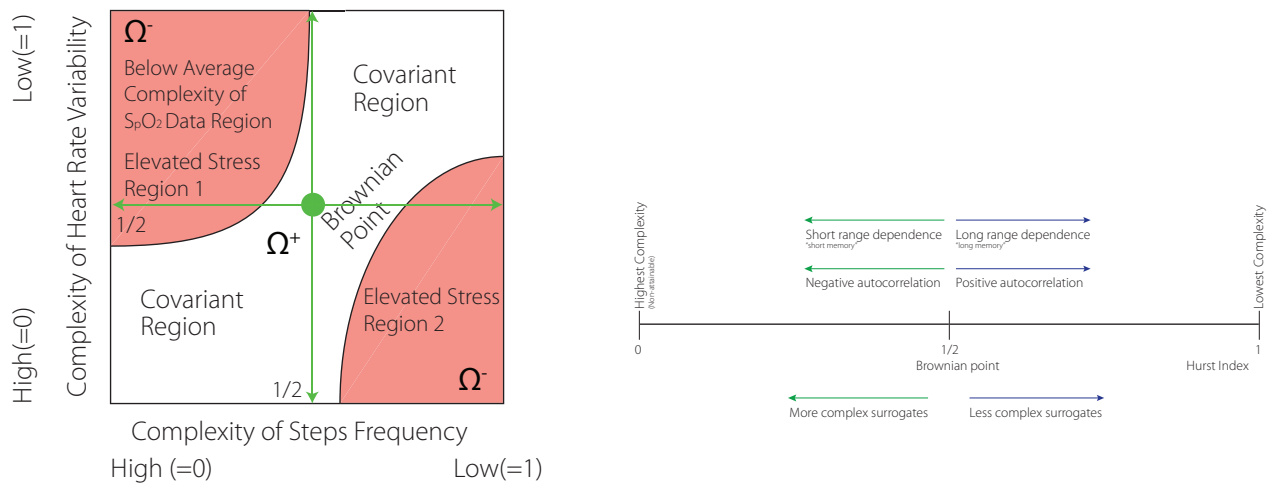 Low(=1)
High(=0)
Complexity of Heart Rate Variability
Ω-
Below Average
Complexity of
SpO2 Data Region
Elevated Stress
Region 1
1/2
Covariant
Region
Brownian
Point
Ω+
Covariant
Region
Elevated Stress
Region 2
1/2
Ω-
Complexity of Steps Frequency
High (=0)
Low(=1)
Highest Complexity
(Non-attainable)
Short range dependence
"short memory"
Long range dependence
"long memory"
Negative autocorrelation
Positive autocorrelation
Lowest Complexity
0
1/2
1
Brownian point
Hurst Index
More complex surrogates
Less complex surrogates